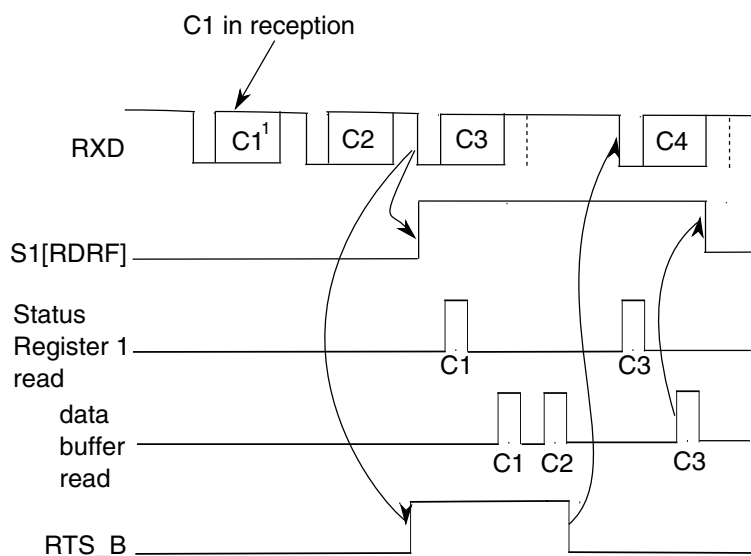 C1 in reception
RXD
C1¹
C2
C3
C4
S1[RDRF]
Status
Register 1
read
C1
C3
data
buffer
read
C1
C2
C3
RTS_B